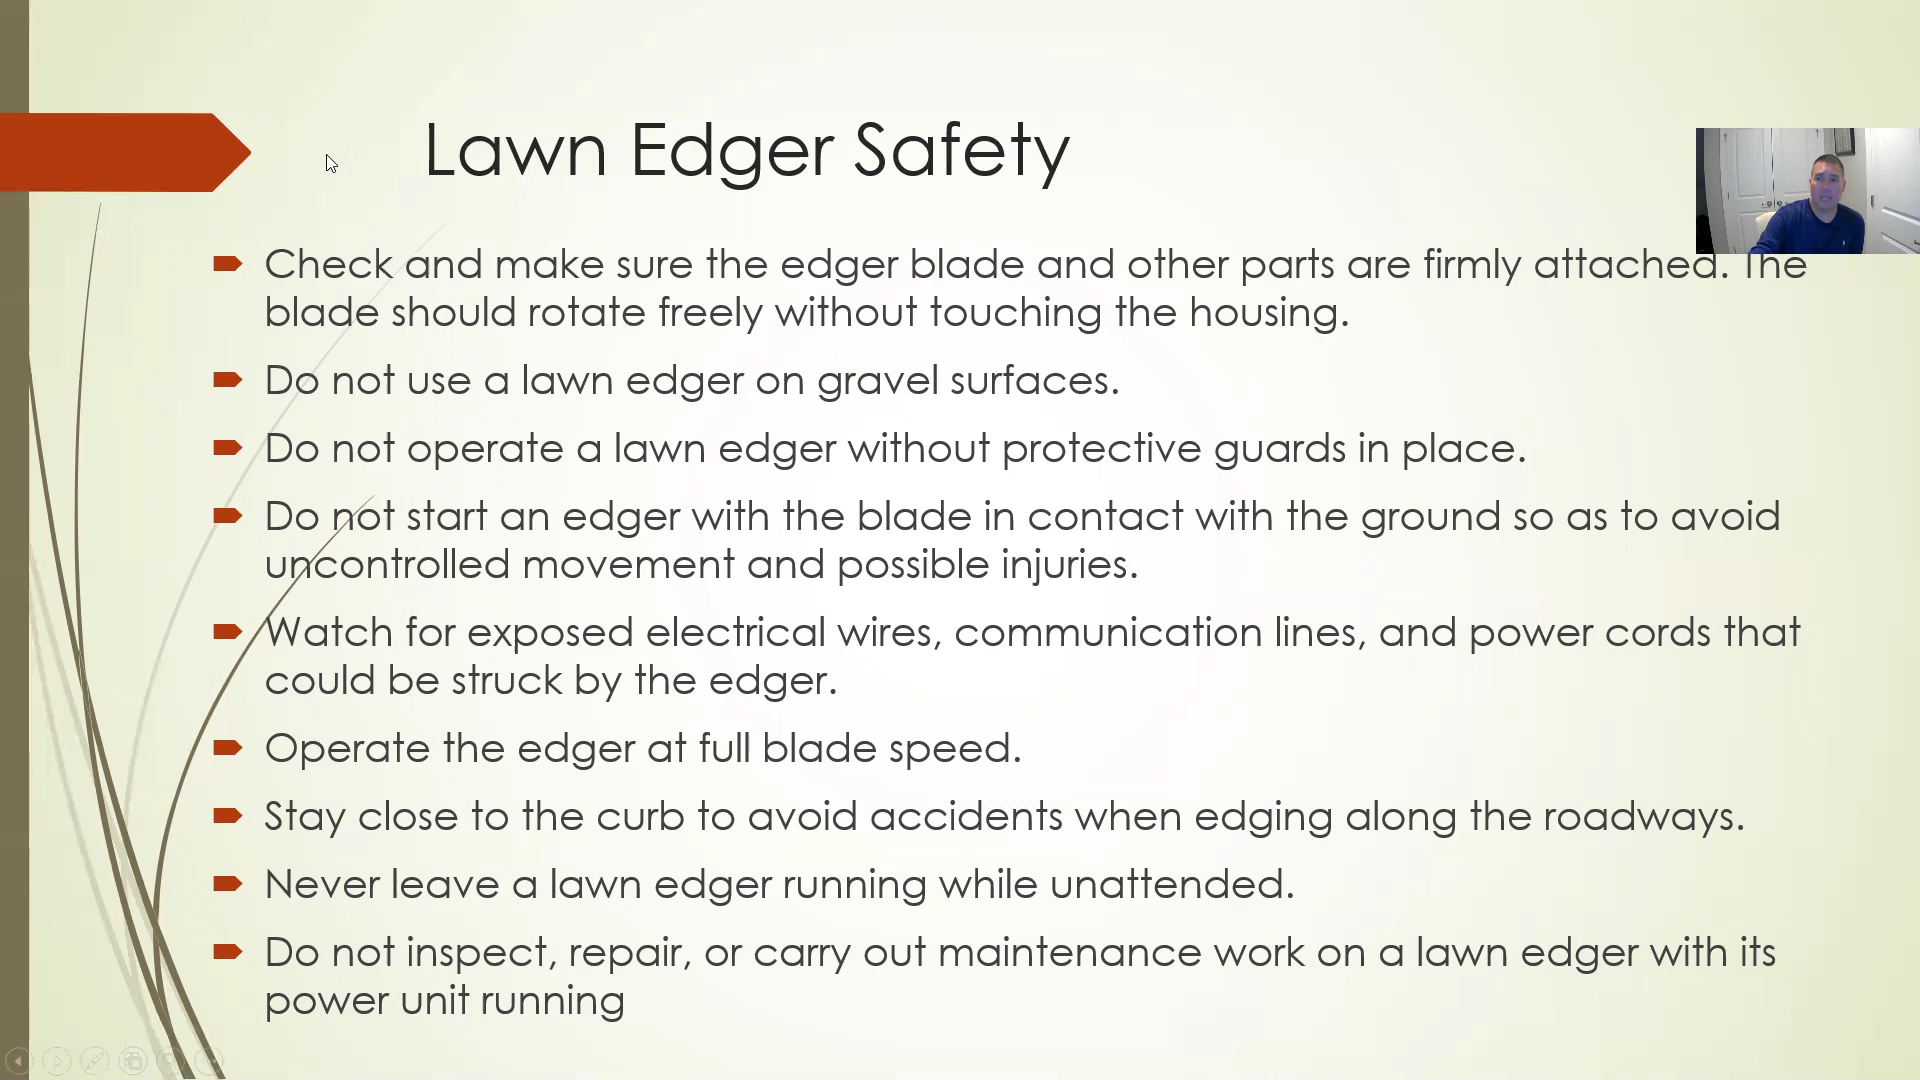 Lawn Edger Safety
Check and make sure the edger blade and other parts are firmly attached. The
blade should rotate freely without touching the housing.
Do not use a lawn edger on gravel surfaces.
Do not operate a lawn edger without protective guards in place.
Do not start an edger with the blade in contact with the ground so as to avoid
uncontrolled movement and possible injuries.
Watch for exposed electrical wires, communication lines, and power cords that
could be struck by the edger.
Operate the edger at full blade speed.
Stay close to the curb to avoid accidents when edging along the roadways.
Never leave a lawn edger running while unattended.
Do not inspect, repair, or carry out maintenance work on a lawn edger with its
power unit running